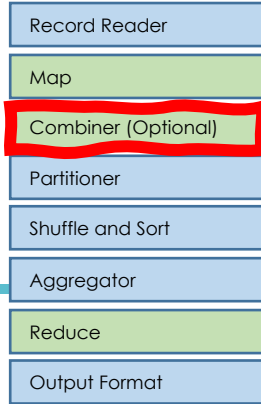 Record Reader
Map
Combiner (Optional)
Partitioner
Shuffle and Sort
Aggregator
Reduce
Output Format